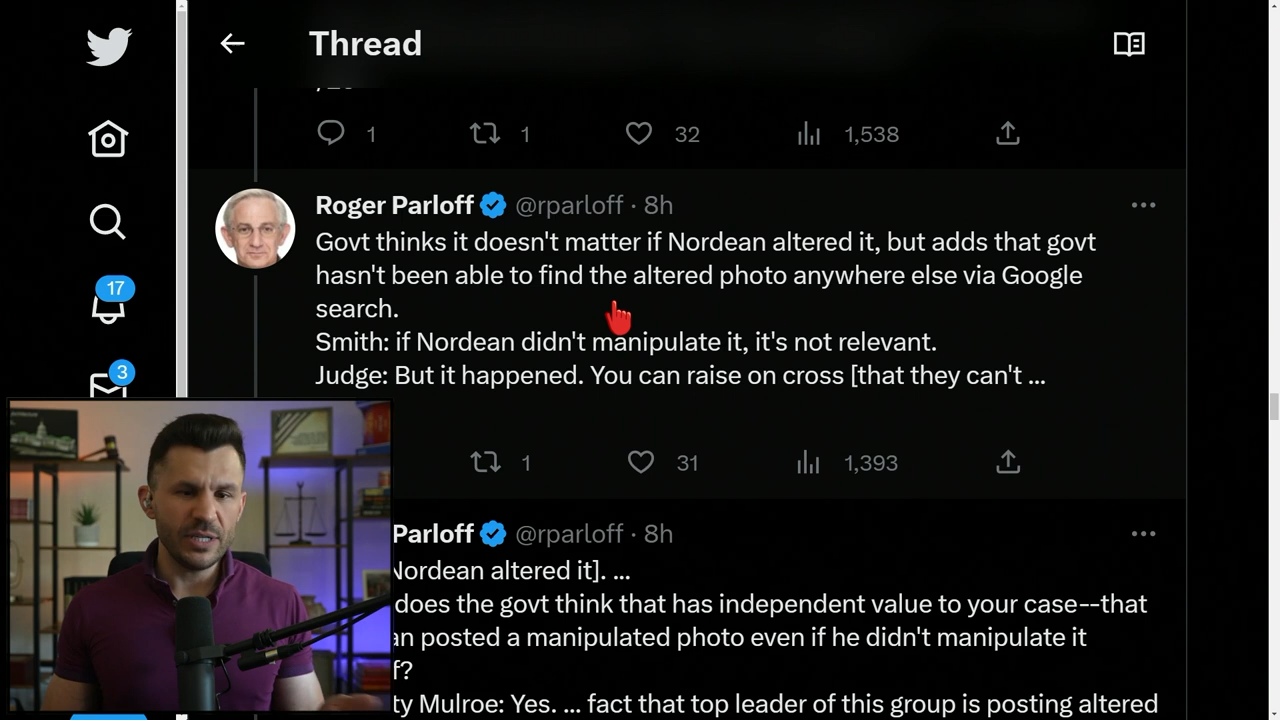 Thread
1
1
32
1,538
Roger Parloff @rparloff · 8h
Govt thinks it doesn't matter if Nordean altered it, but adds that govt
hasn't been able to find the altered photo anywhere else via Google
search.
Smith: if Nordean didn't manipulate it, it's not relevant.
Judge: But it happened. You can raise on cross [that they can't ...
1
31
1,393
17
3
Parloff @rparloff · 8h
Nordean altered it]. ...
does the govt think that has independent value to your case--that
an posted a manipulated photo even if he didn't manipulate it
f?
ty Mulroe: Yes. ... fact that top leader of this group is posting altered